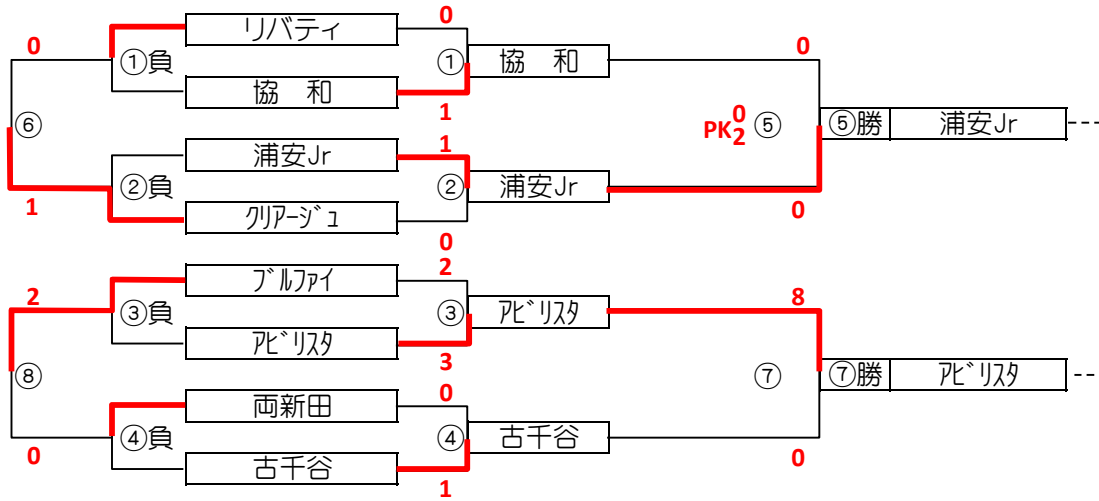 0
リバティ
0
①負
①
協　和
0
協　和
1
⑥
PK 0
2
⑤
⑤勝
浦安Jr
浦安Jr
1
②負
②
浦安Jr
1
クリアージュ
0
0
ブルファイ
2
2
③負
③
アビリスタ
8
アビリスタ
3
⑧
⑦
⑦勝
アビリスタ
両新田
0
④負
④
古千谷
0
古千谷
1
0